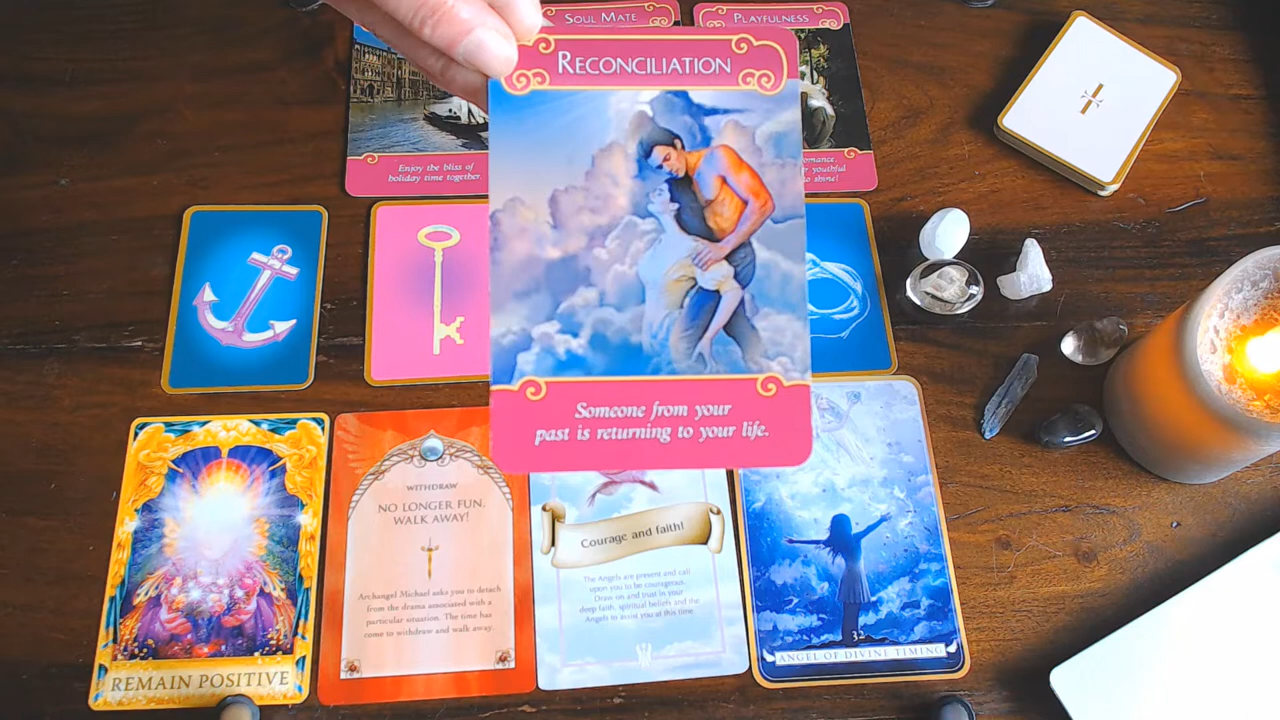 SOUL MATE
PLAYFULNESS
RECONCILIATION
Enjoy the bliss of
holiday time together.
omance,
youthful
to shine!
Someone from your
past is returning to your life.
WITHDRAW
NO LONGER FUN,
WALK AWAY!
Archangel Michael asks you to detach
from the drama associated with a
particular situation. The time has
come to withdraw and walk away.
Courage and faith!
The Angels are present and call
upon you to be courageous.
Draw on and trust in your
deep faith, spiritual beliefs and the
Angels to assist you at this time.
32
ANGEL OF DIVINE TIMING
REMAIN POSITIVE